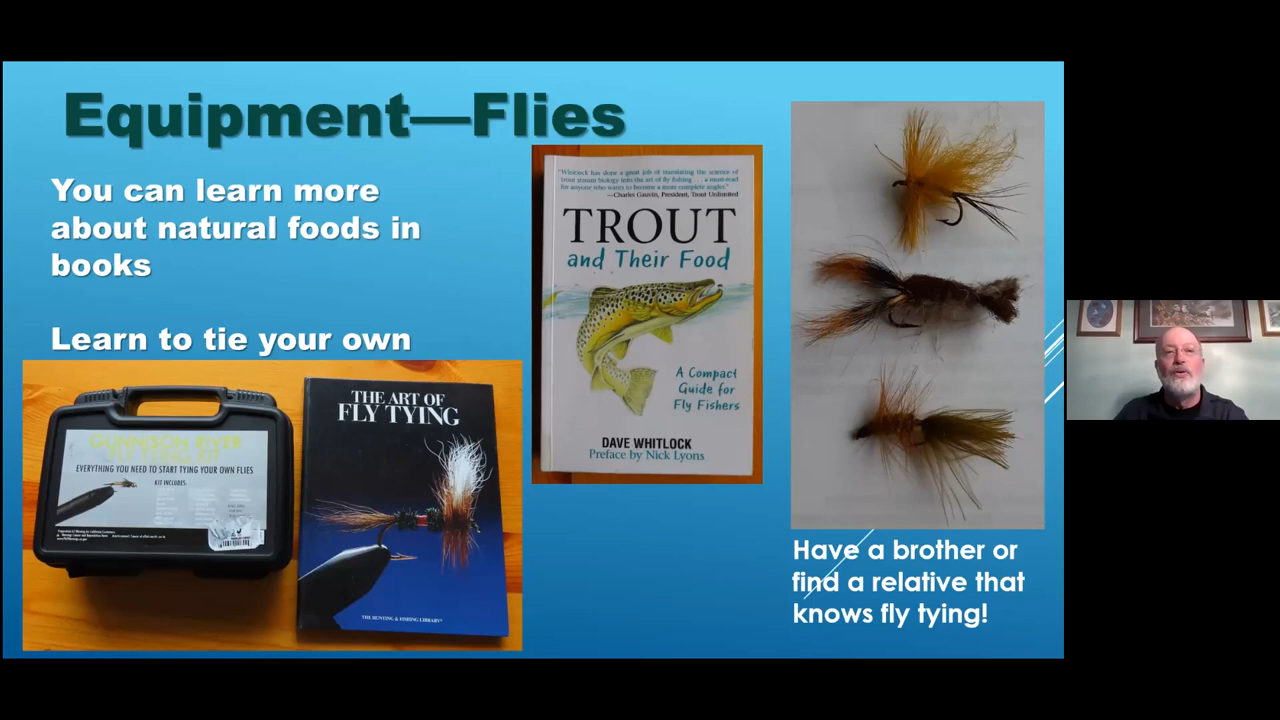 Equipment—Flies
You can learn more
about natural foods in
books
Learn to tie your own
"Whitlock has done a great job of translating the science of
trout stream biology into the art of fly fishing . . . a must-read
for anyone who wants to become a more complete angler."
—Charles Gauvin, President, Trout Unlimited
TROUT
and Their Food
A Compact
Guide for
Fly Fishers
DAVE WHITLOCK
Preface by Nick Lyons
GUNNISON RIVER
FLY TYING KIT
EVERYTHING YOU NEED TO START TYING YOUR OWN FLIES
KIT INCLUDES:
THE ART OF
FLY TYING
THE HUNTING & FISHING LIBRARY®
Have a brother or
find a relative that
knows fly tying!